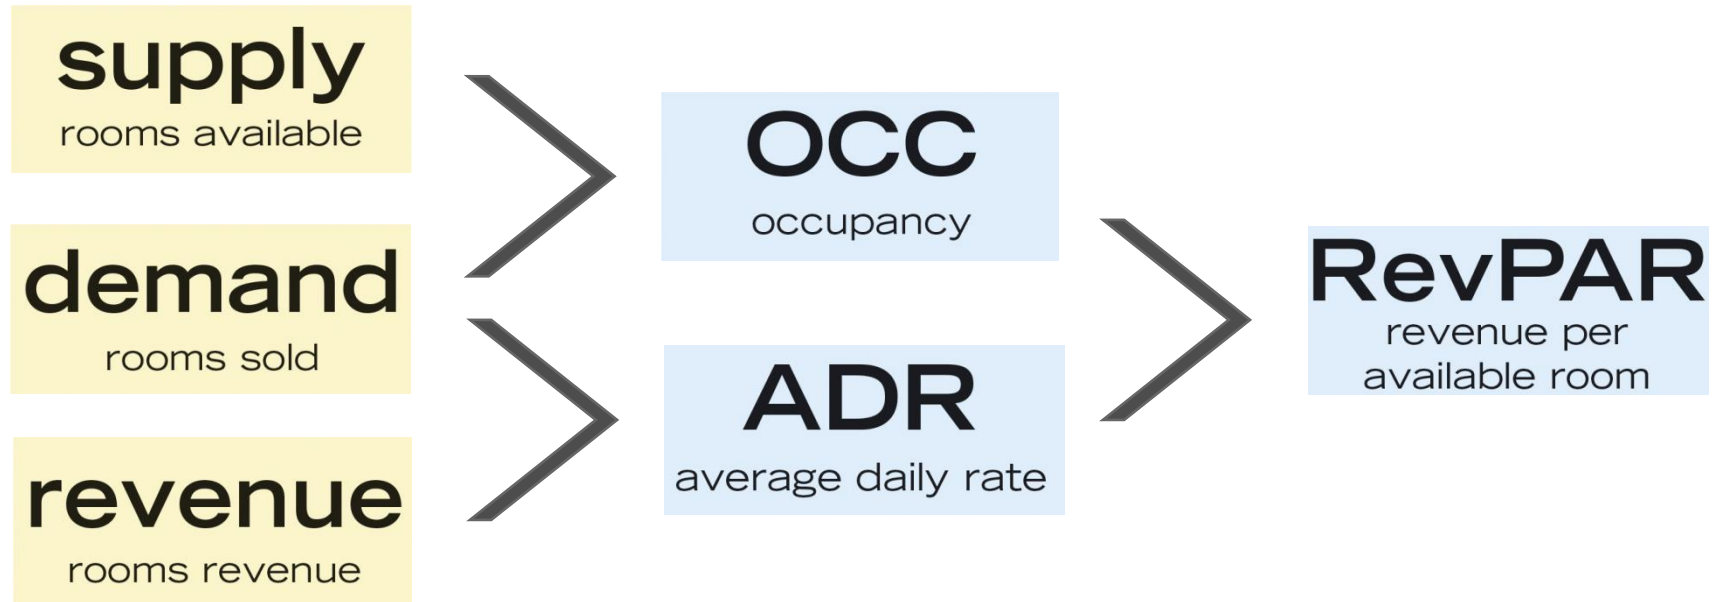 supply
rooms available
demand
rooms sold
revenue
rooms revenue
OCC
occupancy
ADR
average daily rate
RevPAR
revenue per
available room